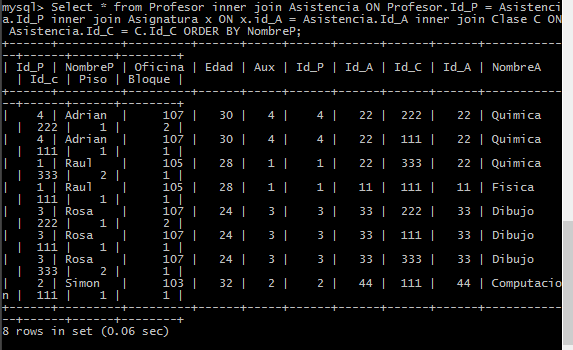 mysql> Select * from Profesor inner join Asistencia ON Profesor.Id_P = Asistenci
a.Id_P inner join Asignatura x ON x.id_A = Asistencia.Id_A inner join Clase C ON
 Asistencia.Id_C = C.Id_C ORDER BY NombreP;
+------+---------+---------+------+------+------+------+------+------+----------
--+------+------+--------+
| Id_P | NombreP | Oficina | Edad | Aux | Id_P | Id_A | Id_C | Id_A | NombreA
  | Id_c | Piso | Bloque |
+------+---------+---------+------+------+------+------+------+------+----------
--+------+------+--------+
| 4 | Adrian | 107 | 30 | 4 | 4 | 22 | 222 | 22 | Quimica
  | 222 | 1 | 2 |
| 4 | Adrian | 107 | 30 | 4 | 4 | 22 | 111 | 22 | Quimica
  | 111 | 1 | 1 |
| 1 | Raul | 105 | 28 | 1 | 1 | 22 | 333 | 22 | Quimica
  | 333 | 2 | 1 |
| 1 | Raul | 105 | 28 | 1 | 1 | 11 | 111 | 11 | Fisica
  | 111 | 1 | 1 |
| 3 | Rosa | 107 | 24 | 3 | 3 | 33 | 222 | 33 | Dibujo
  | 222 | 1 | 2 |
| 3 | Rosa | 107 | 24 | 3 | 3 | 33 | 111 | 33 | Dibujo
  | 111 | 1 | 1 |
| 3 | Rosa | 107 | 24 | 3 | 3 | 33 | 333 | 33 | Dibujo
  | 333 | 2 | 1 |
| 2 | Simon | 103 | 32 | 2 | 2 | 44 | 111 | 44 | Computacio
n | 111 | 1 | 1 |
+------+---------+---------+------+------+------+------+------+------+----------
--+------+------+--------+
8 rows in set (0.06 sec)